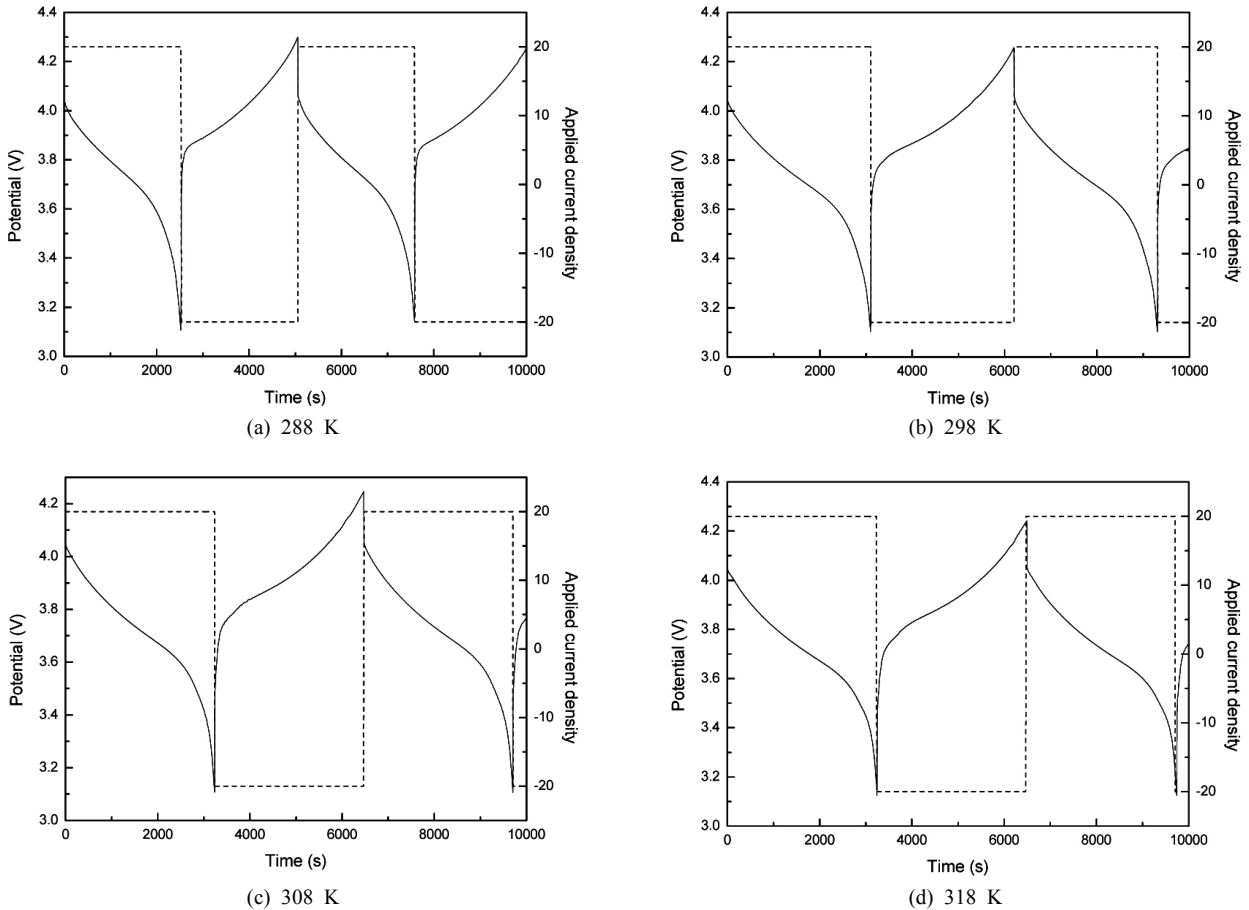 4.4
4.2
4.0
3.8
3.6
3.4
3.2
3.0
Potential (V)
20
10
0
-10
-20
Applied current density
0 2000 4000 6000 8000 10000
Time (s)
(a) 288 K
4.4
4.2
4.0
3.8
3.6
3.4
3.2
3.0
Potential (V)
20
10
0
-10
-20
Applied current density
0 2000 4000 6000 8000 10000
Time (s)
(b) 298 K
4.2
4.0
3.8
3.6
3.4
3.2
3.0
Potential (V)
20
10
0
-10
-20
Applied current density
0 2000 4000 6000 8000 10000
Time (s)
(c) 308 K
4.4
4.2
4.0
3.8
3.6
3.4
3.2
3.0
Potential (V)
20
10
0
-10
-20
Applied current density
0 2000 4000 6000 8000 10000
Time (s)
(d) 318 K